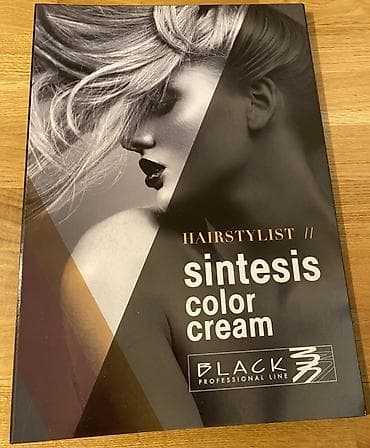 HAIRSTYLIST //
sintesis
color
cream
BLACK
PROFESSIONAL LINE